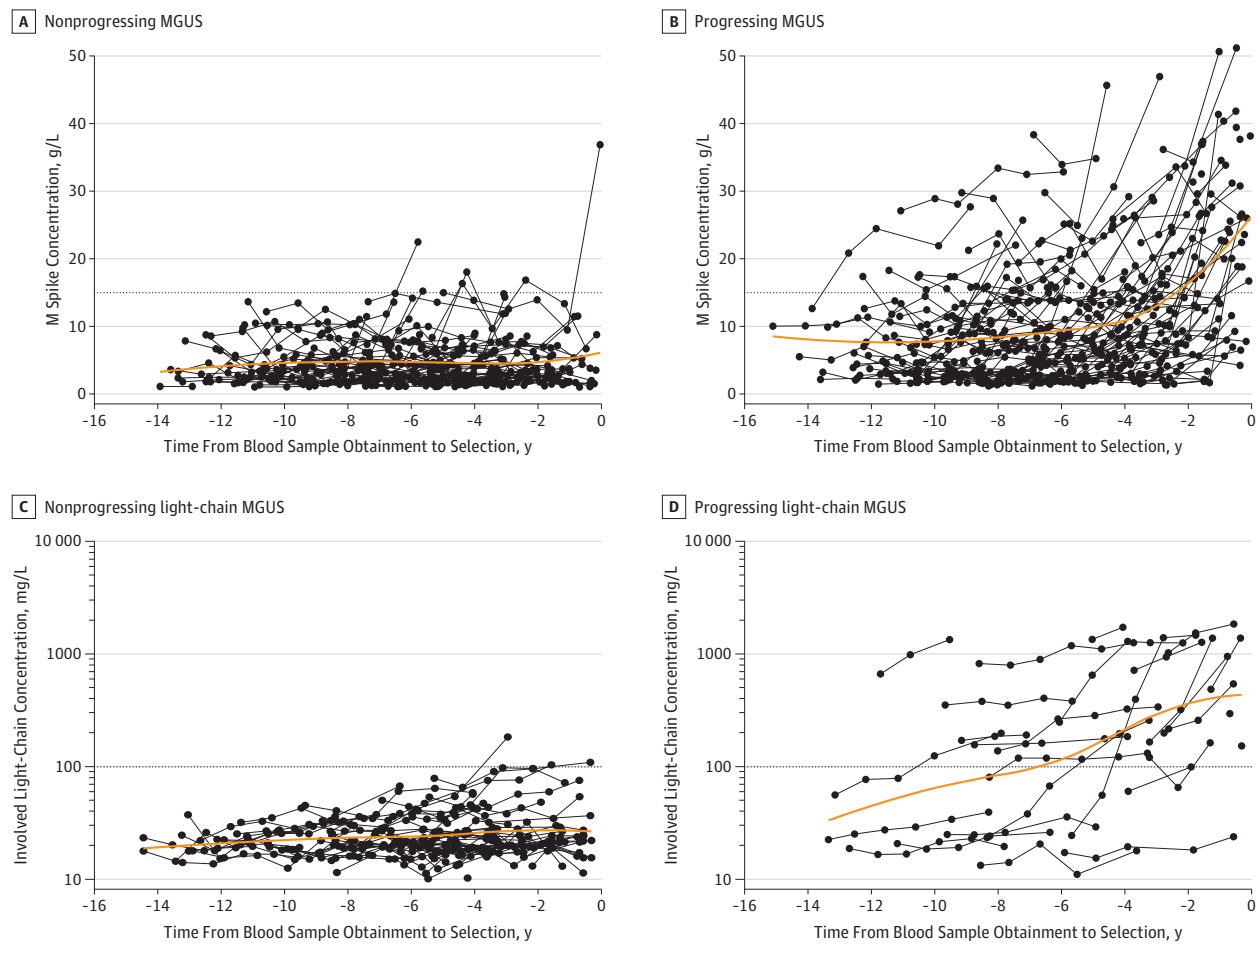 A Nonprogressing MGUS
M Spike Concentration, g/L
50
40
30
20
10
0
-16 -14 -12 -10 -8 -6 -4 -2 0
Time From Blood Sample Obtainment to Selection, y
B Progressing MGUS
M Spike Concentration, g/L
50
40
30
20
10
0
-16 -14 -12 -10 -8 -6 -4 -2 0
Time From Blood Sample Obtainment to Selection, y
C Nonprogressing light-chain MGUS
Involved Light-Chain Concentration, mg/L
10 000
1000
100
10
-16 -14 -12 -10 -8 -6 -4 -2 0
Time From Blood Sample Obtainment to Selection, y
D Progressing light-chain MGUS
Involved Light-Chain Concentration, mg/L
10 000
1000
100
10
-16 -14 -12 -10 -8 -6 -4 -2 0
Time From Blood Sample Obtainment to Selection, y